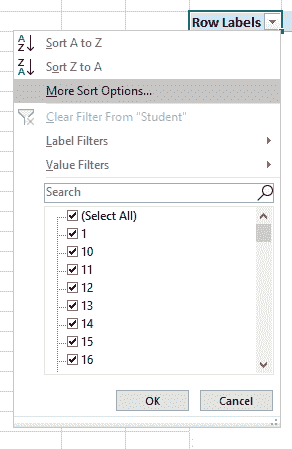 Row Labels
Sort A to Z
Sort Z to A
More Sort Options...
Clear Filter From "Student"
Label Filters
Value Filters
Search
(Select All)
1
10
11
12
13
14
15
16
OK Cancel